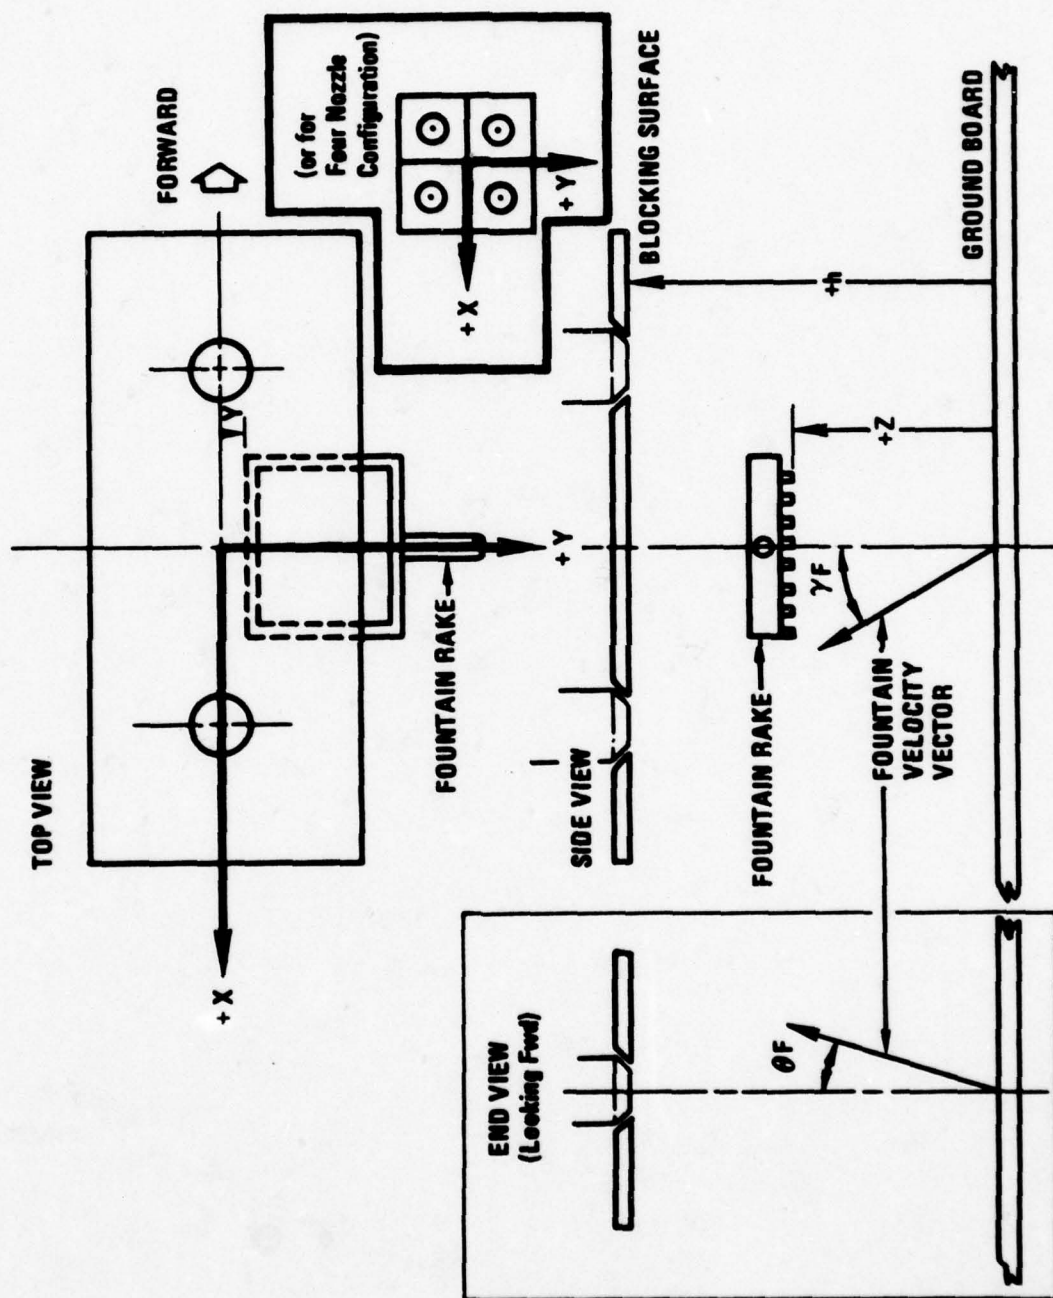 TOP VIEW
FORWARD
(or for
Four Nozzle
Configuration)
+ X
+ Y
+ X
Y
+ Y
FOUNTAIN RAKE
SIDE VIEW
BLOCKING SURFACE
+h
FOUNTAIN RAKE
+Z
γF
FOUNTAIN
VELOCITY
VECTOR
GROUND BOARD
END VIEW
(Looking Fwd)
θF